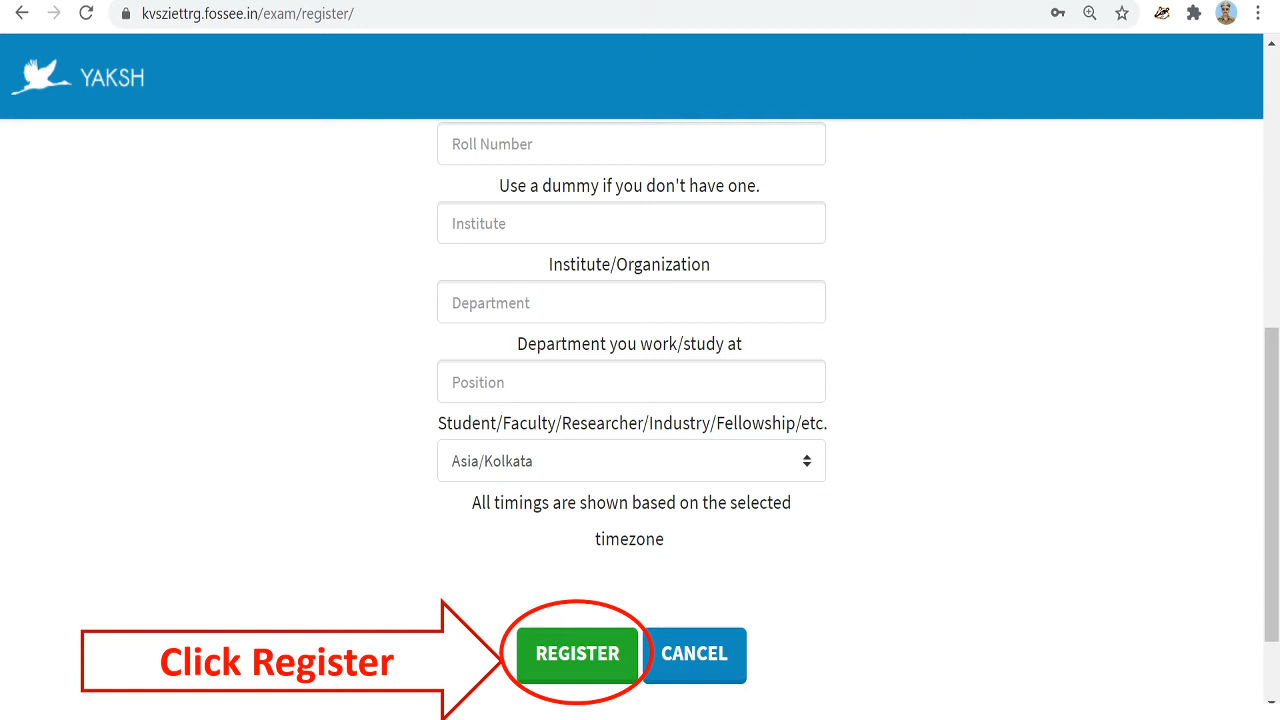 kvsziettrg.fossee.in/exam/register/
YAKSH
Roll Number
Use a dummy if you don't have one.
Institute
Institute/Organization
Department
Department you work/study at
Position
Student/Faculty/Researcher/Industry/Fellowship/etc.
Asia/Kolkata
All timings are shown based on the selected
timezone
Click Register
REGISTER
CANCEL